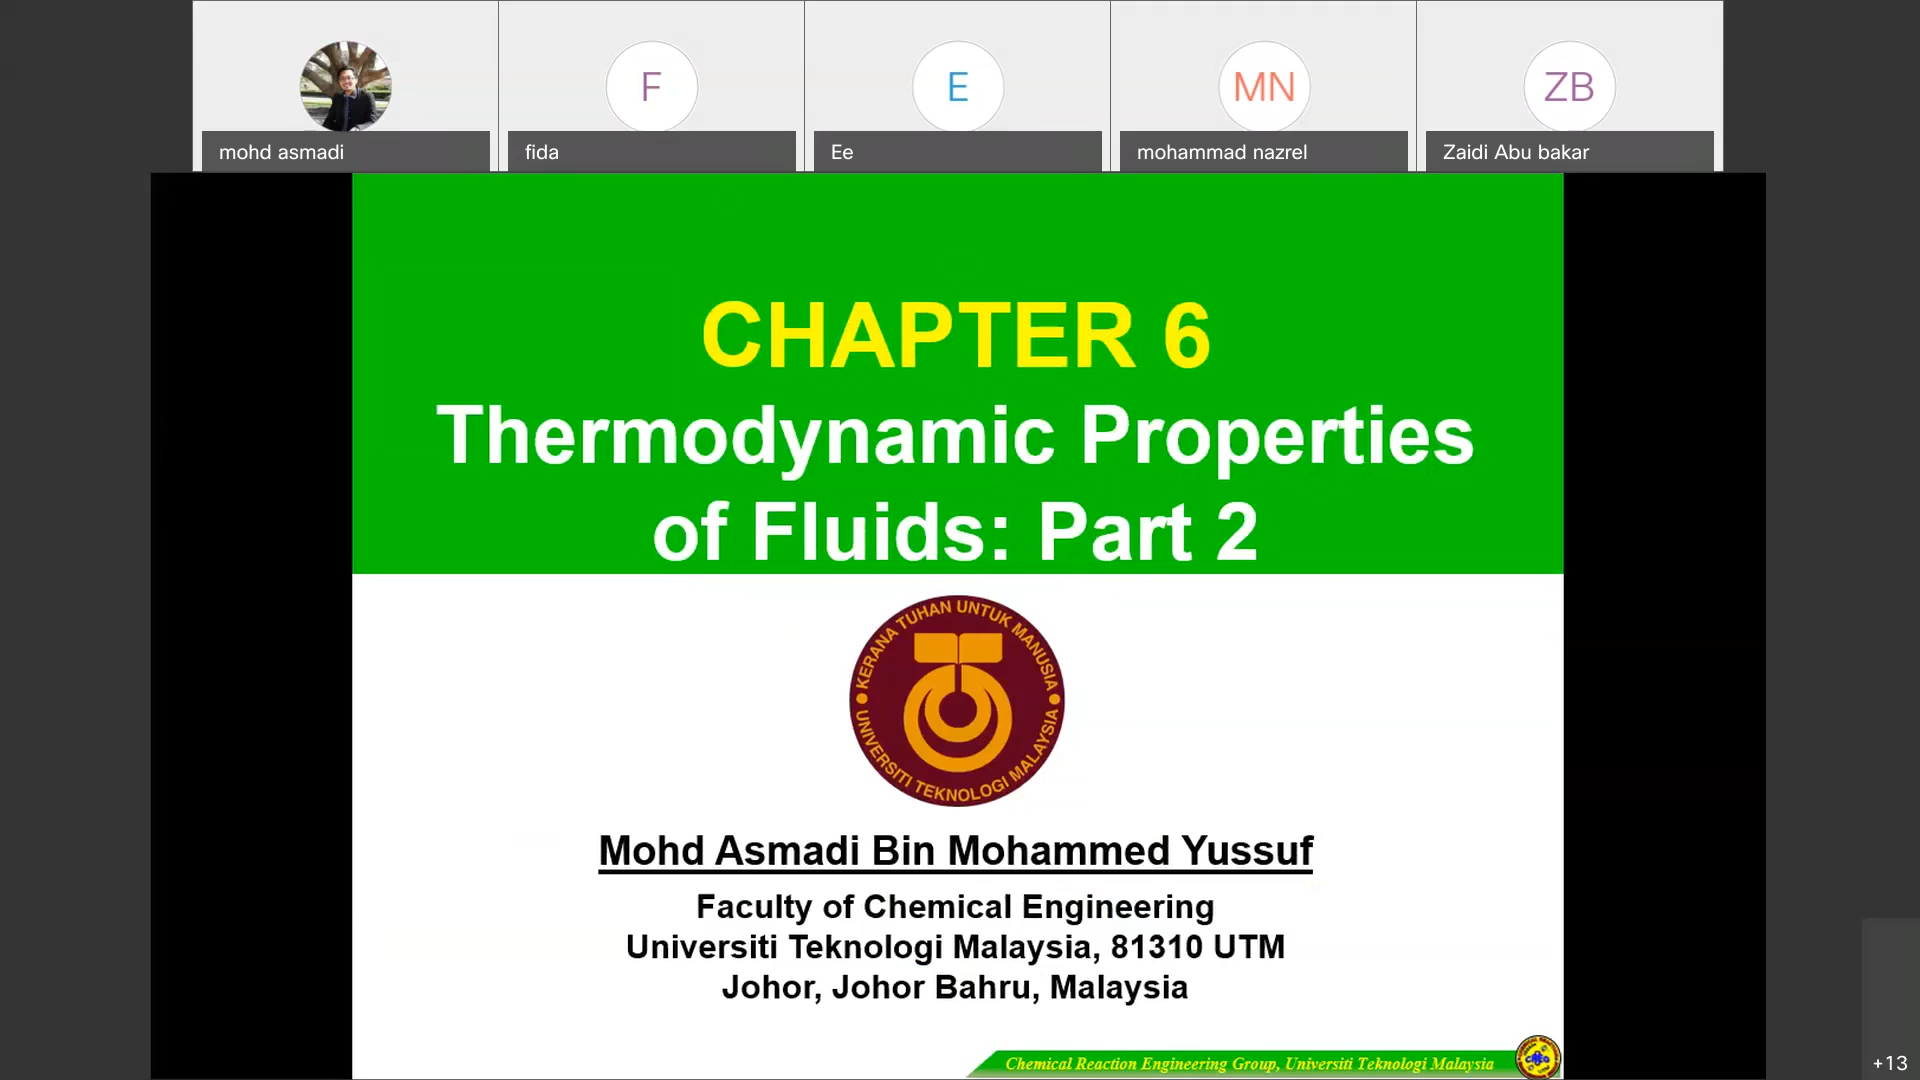 F
E
MN
ZB
mohd asmadi
fida
Ee
mohammad nazrel
Zaidi Abu bakar
CHAPTER 6
Thermodynamic Properties
of Fluids: Part 2
KERANA TUHAN UNTUK MANUSIA
UNIVERSITI TEKNOLOGI MALAYSIA
Mohd Asmadi Bin Mohammed Yussuf
Faculty of Chemical Engineering
Universiti Teknologi Malaysia, 81310 UTM
Johor, Johor Bahru, Malaysia
Chemical Reaction Engineering Group, Universiti Teknologi Malaysia
+13